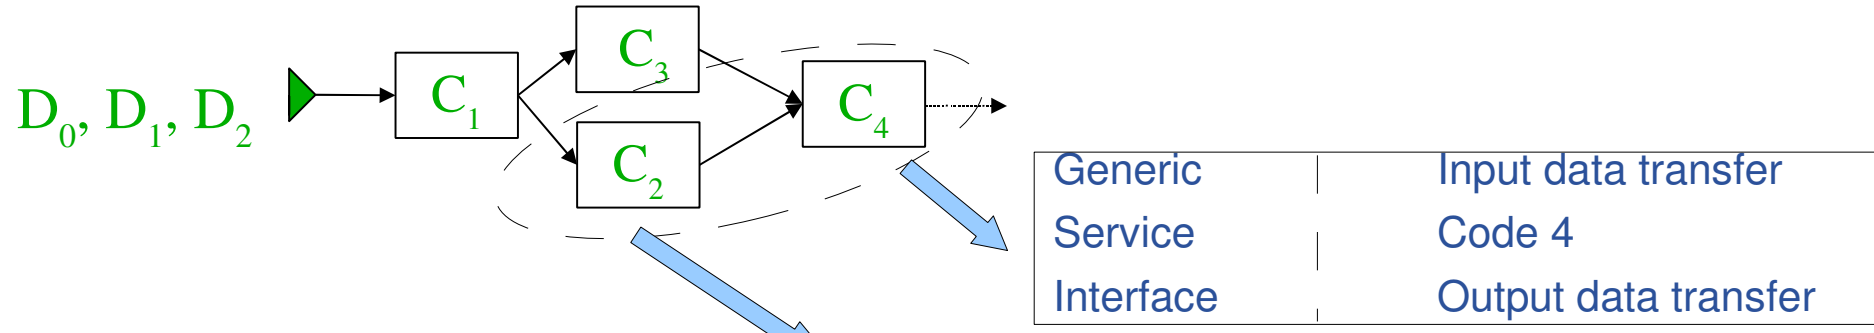 D₀, D₁, D₂
C₁
C₃
C₂
C₄
Generic Input data transfer
Service Code 4
Interface Output data transfer